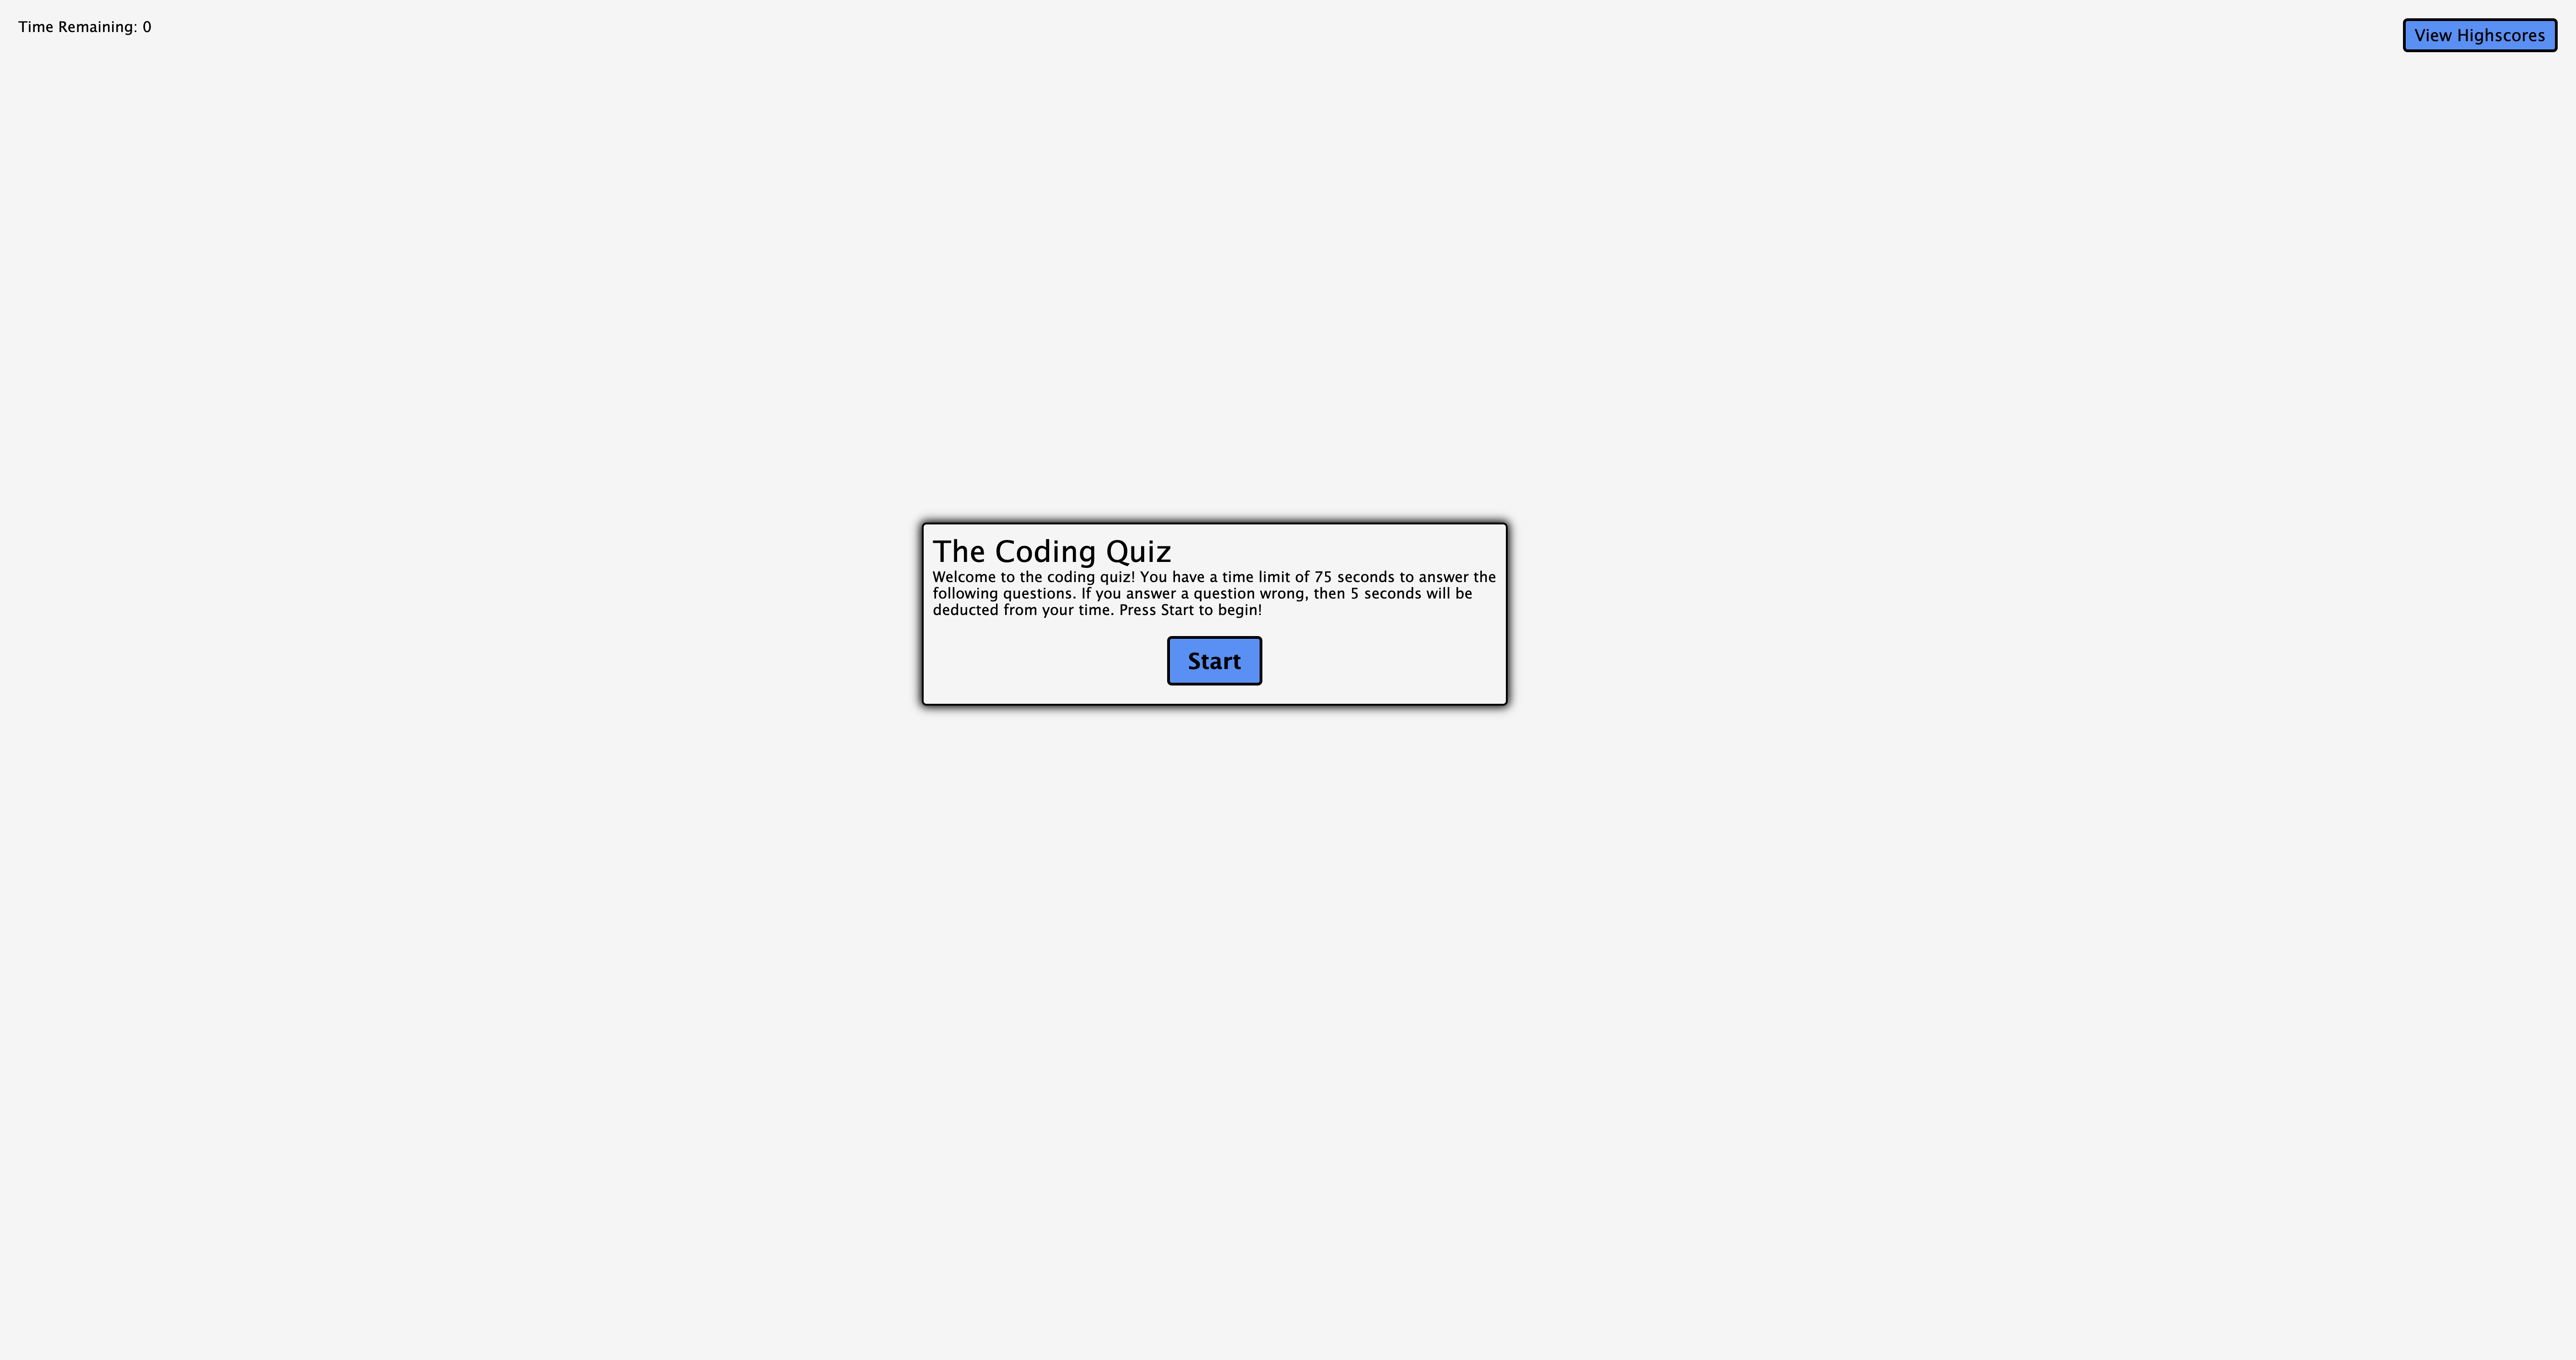 Time Remaining: 0
View Highscores
The Coding Quiz
Welcome to the coding quiz! You have a time limit of 75 seconds to answer the
following questions. If you answer a question wrong, then 5 seconds will be
deducted from your time. Press Start to begin!
Start